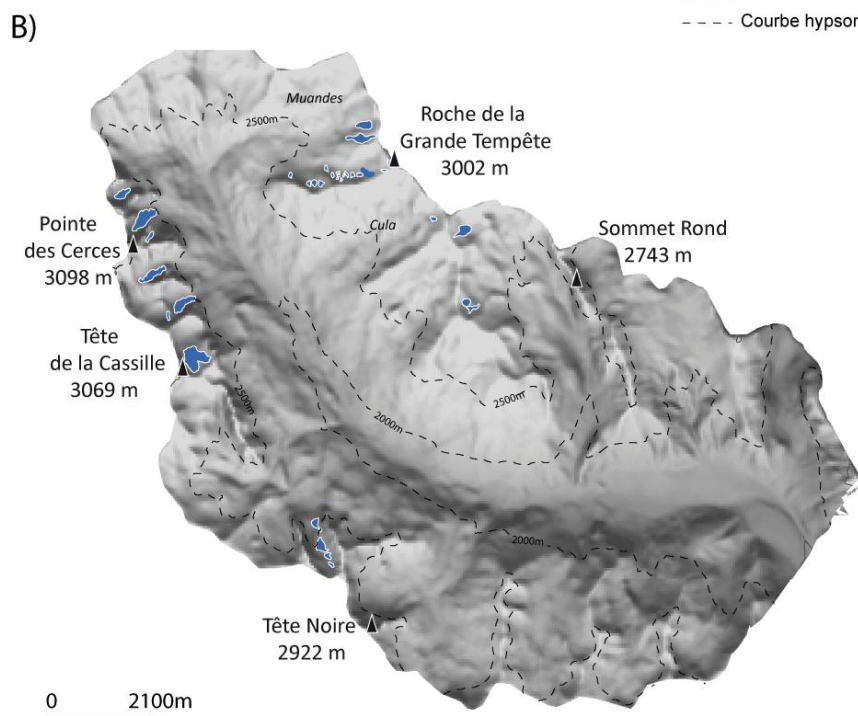 B)
Courbe hypson
Muandes
2500m
Roche de la
Grande Tempête
3002 m
Cula
Pointe
des Cerces
3098 m
Sommet Rond
2743 m
Tête
de la Cassille
3069 m
2500m
2000m
2500m
2000m
Tête Noire
2922 m
0 2100m